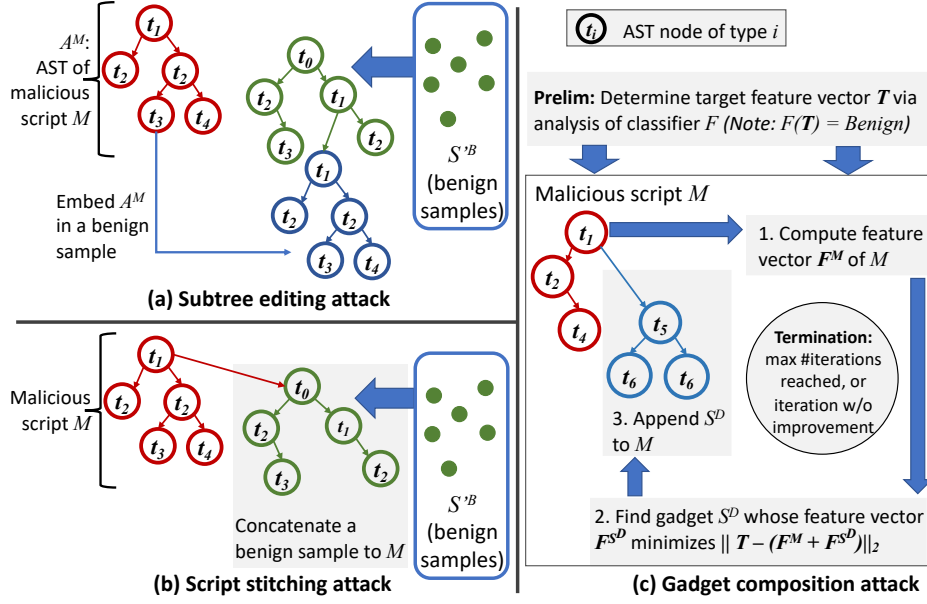 A^M:
AST of
malicious
script M
t1
t2
t2
t3
t4
Embed A^M
in a benign
sample
t0
t2
t1
t3
t2
t1
t2
t2
t3
t4
S'^B
(benign
samples)
(a) Subtree editing attack
Malicious
script M
t1
t2
t2
t3
t4
t0
t2
t1
t3
t2
Concatenate a
benign sample to M
S'^B
(benign
samples)
(b) Script stitching attack
ti AST node of type i
Prelim: Determine target feature vector T via
analysis of classifier F (Note: F(T) = Benign)
Malicious script M
t1
t2
t4
t5
t6
t6
1. Compute feature
vector F^M of M
Termination:
max #iterations
reached, or
iteration w/o
improvement
3. Append S^D
to M
2. Find gadget S^D whose feature vector
F^S^D minimizes || T – (F^M + F^S^D)||2
(c) Gadget composition attack